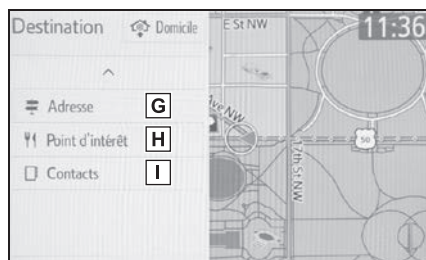 Destination
Domicile
E St NW
11:36
Adresse
G
Ave NW
Point d'intérêt
H
50
Contacts
I
17th St NW